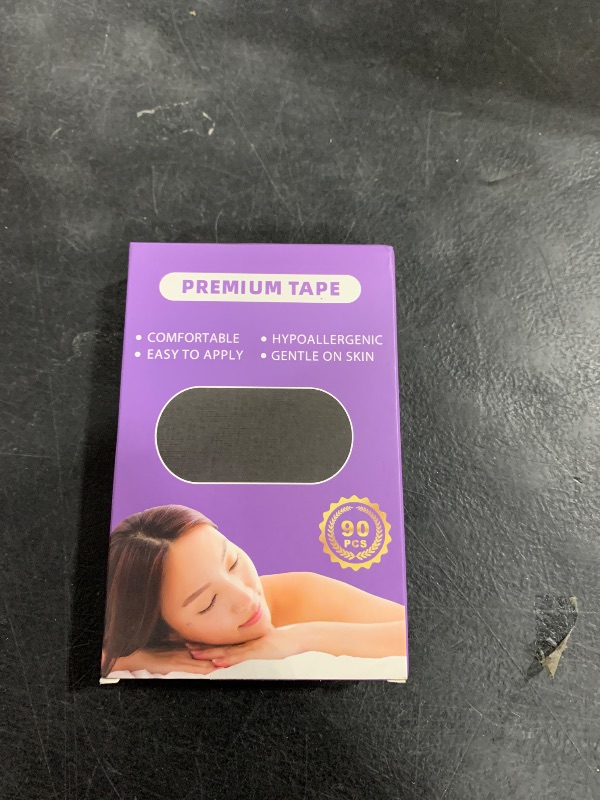 PREMIUM TAPE
• COMFORTABLE • HYPOALLERGENIC
• EASY TO APPLY • GENTLE ON SKIN
90
PCS